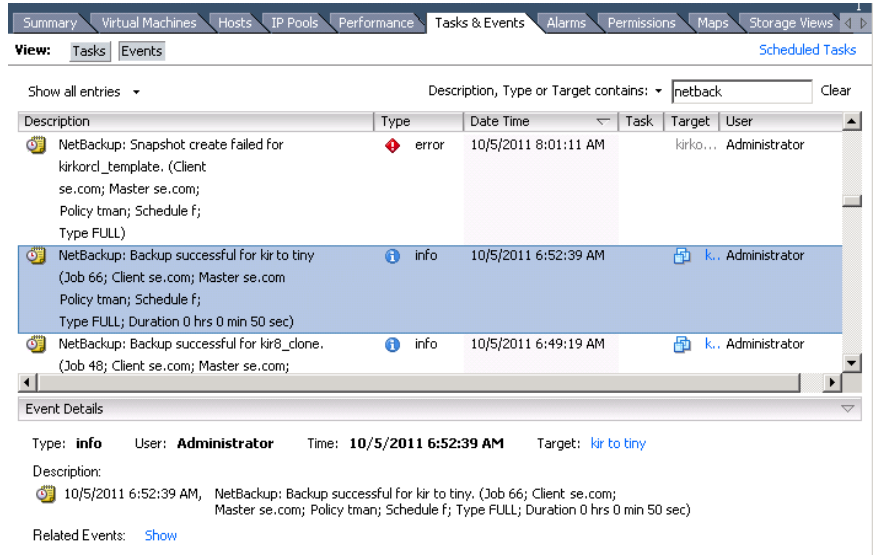 Summary Virtual Machines Hosts IP Pools Performance Tasks & Events Alarms Permissions Maps Storage Views
View: Tasks Events Scheduled Tasks
Show all entries Description, Type or Target contains: netback Clear
Description Type Date Time Task Target User
NetBackup: Snapshot create failed for error 10/5/2011 8:01:11 AM kirko... Administrator
kirkorcl_template. (Client
se.com; Master se.com;
Policy tman; Schedule f;
Type FULL)
NetBackup: Backup successful for kir to tiny info 10/5/2011 6:52:39 AM k.. Administrator
(Job 66; Client se.com; Master se.com
Policy tman; Schedule f;
Type FULL; Duration 0 hrs 0 min 50 sec)
NetBackup: Backup successful for kir8_clone. info 10/5/2011 6:49:19 AM k.. Administrator
(Job 48; Client se.com; Master se.com;
Event Details
Type: info User: Administrator Time: 10/5/2011 6:52:39 AM Target: kir to tiny
Description:
10/5/2011 6:52:39 AM, NetBackup: Backup successful for kir to tiny. (Job 66; Client se.com;
Master se.com; Policy tman; Schedule f; Type FULL; Duration 0 hrs 0 min 50 sec)
Related Events: Show